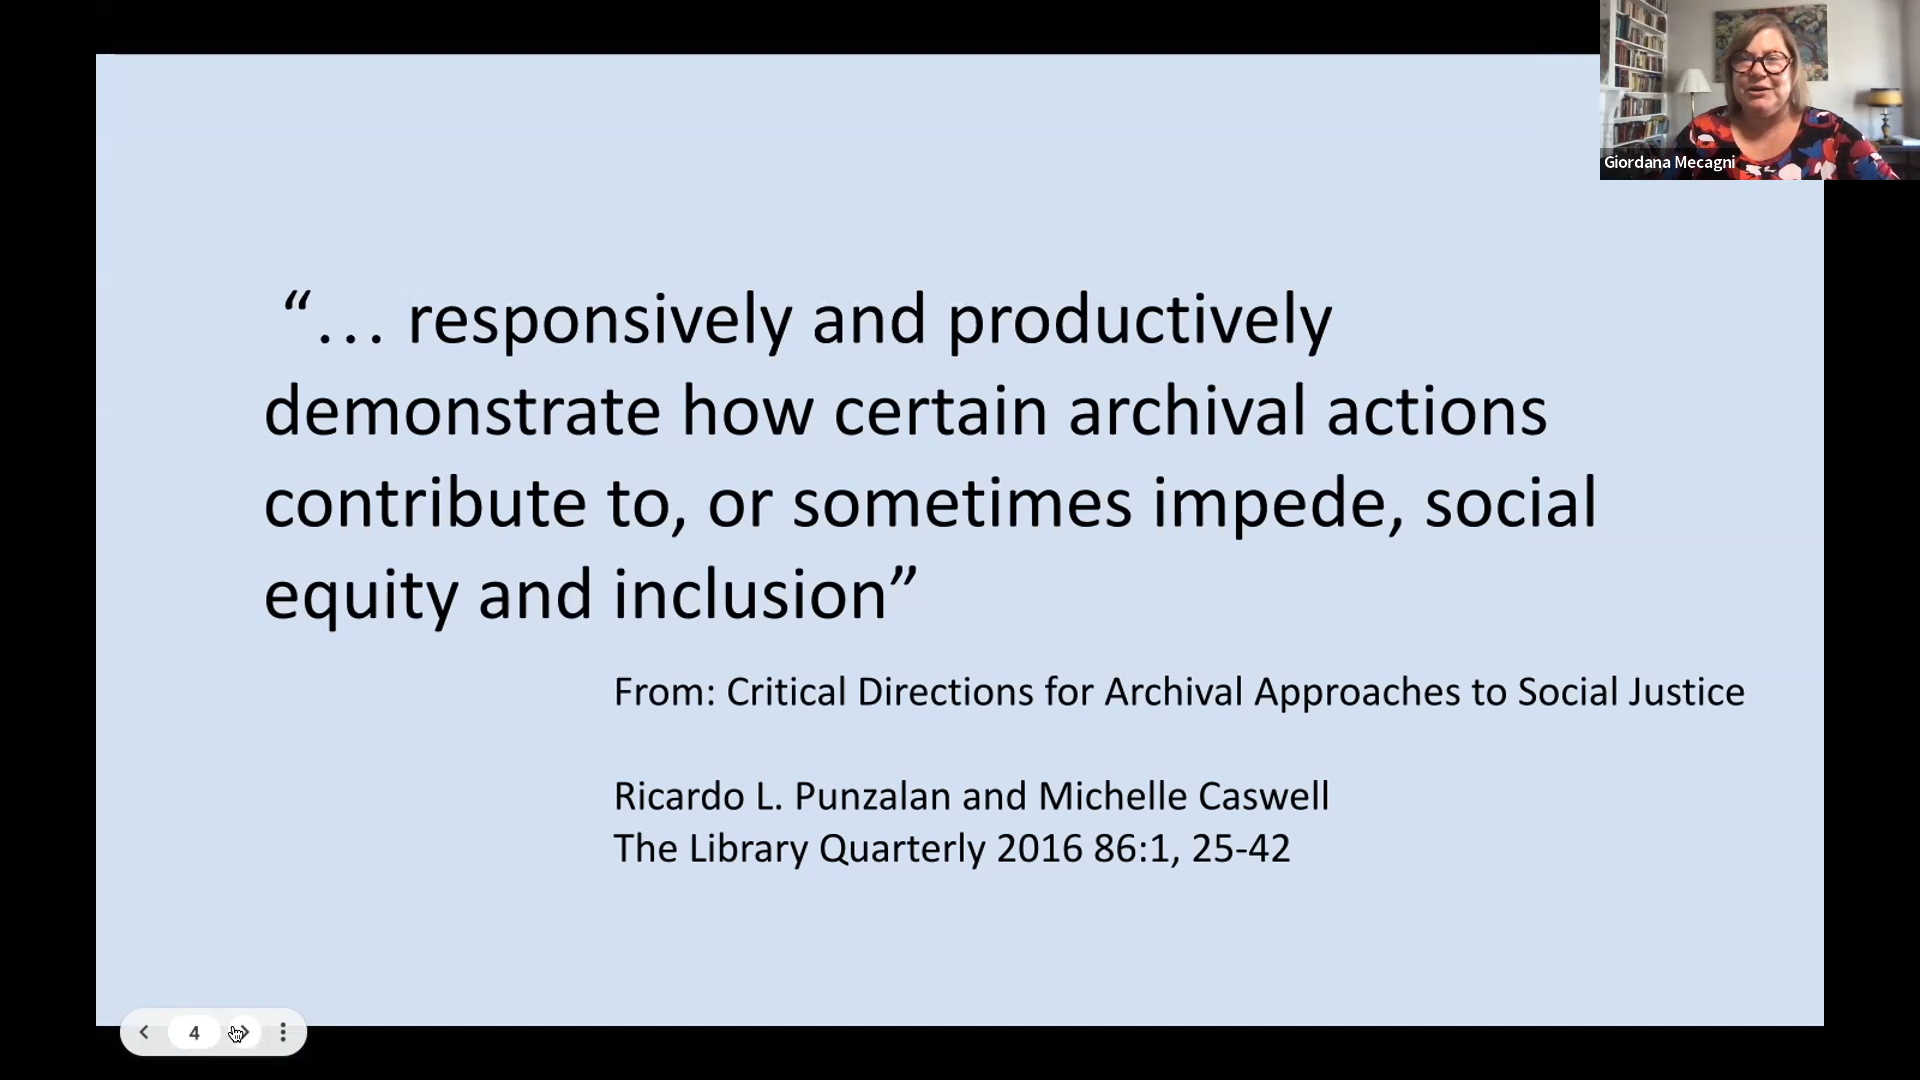 Giordana Mecagni
“… responsively and productively
demonstrate how certain archival actions
contribute to, or sometimes impede, social
equity and inclusion”
From: Critical Directions for Archival Approaches to Social Justice
Ricardo L. Punzalan and Michelle Caswell
The Library Quarterly 2016 86:1, 25-42
4